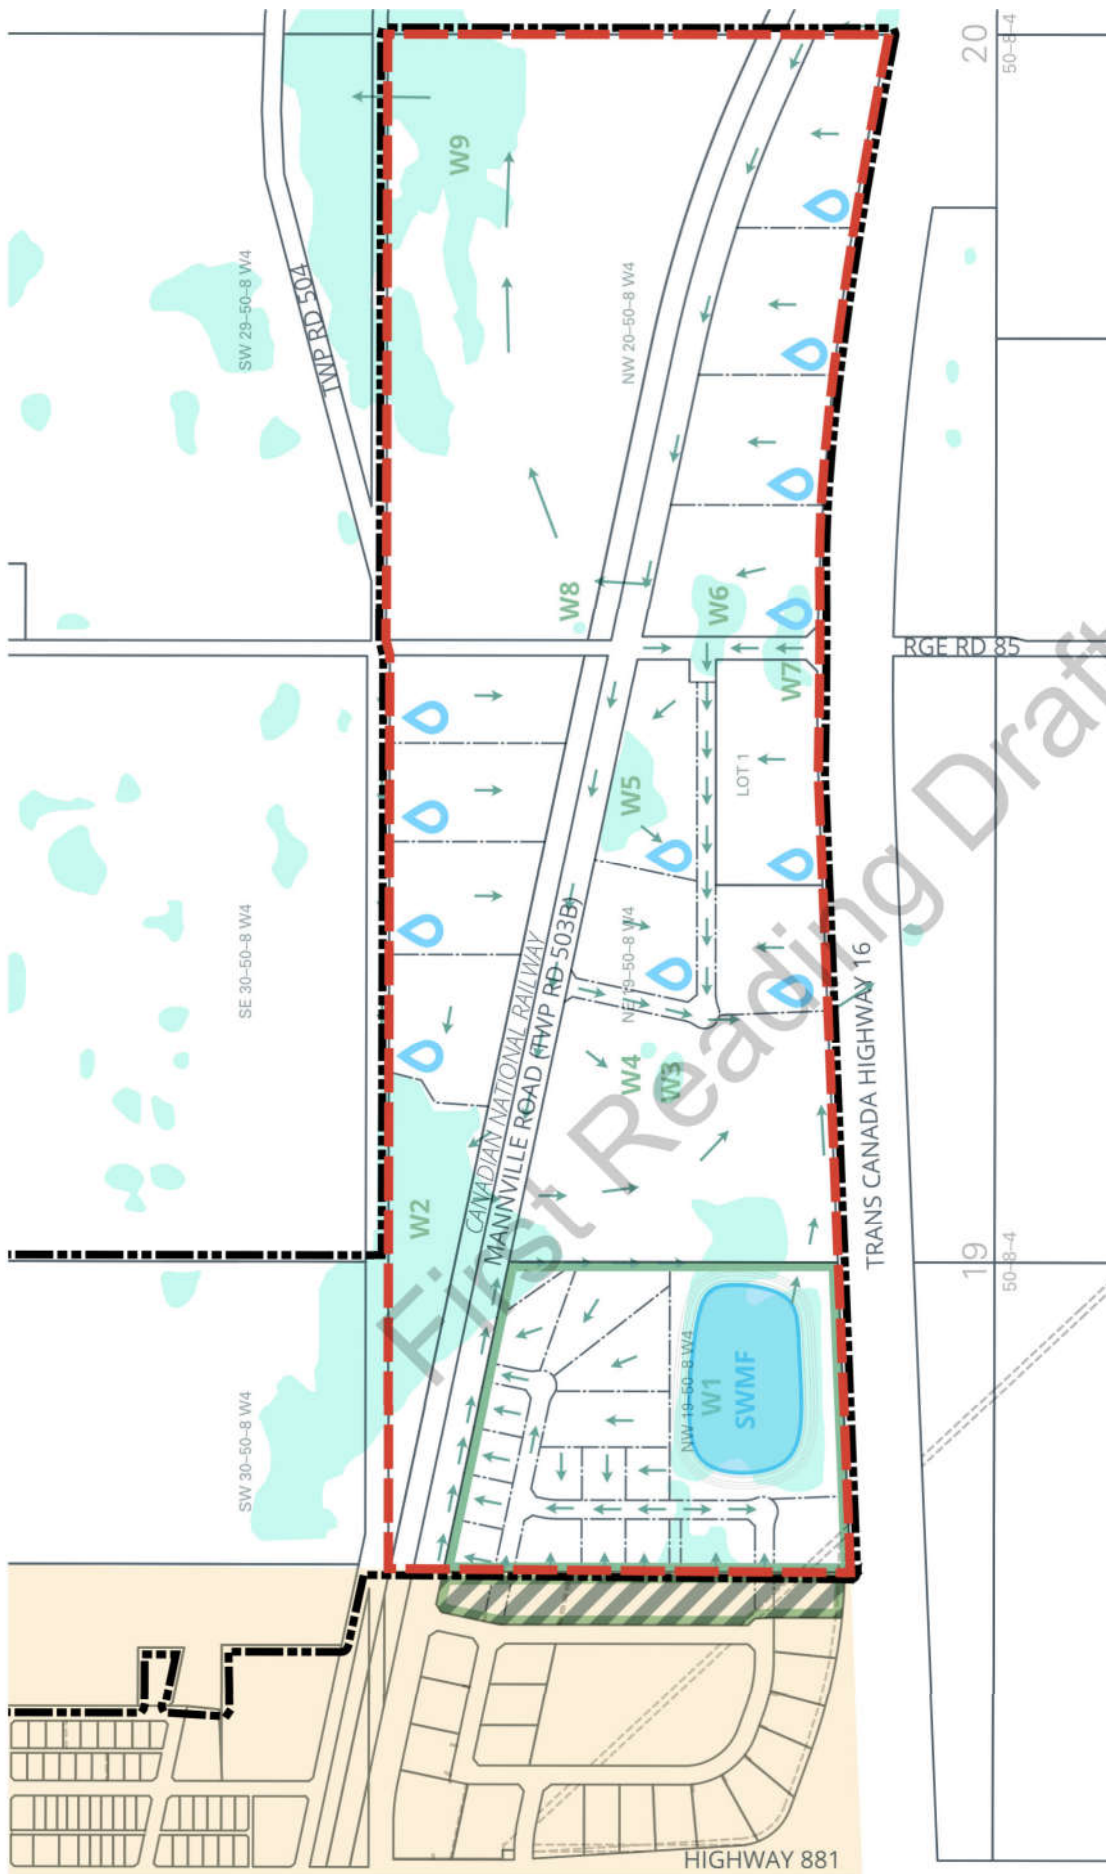 20
50-8-4
W9
SW 29-50-8 W4
TWP RD 504
NW 20-50-8 W4
W8
W6
RGE RD 85
W7
W5
LOT 1
SE 30-50-8 W4
NE 19-50-8 W4
CANADIAN NATIONAL RAILWAY
MANNVILLE ROAD (TWP RD 503B)
TRANS CANADA HIGHWAY 16
W4
W3
W2
19
50-8-4
SW 30-50-8 W4
NW 19-50-8 W4
W1
SWMF
HIGHWAY 881
First Reading Draft